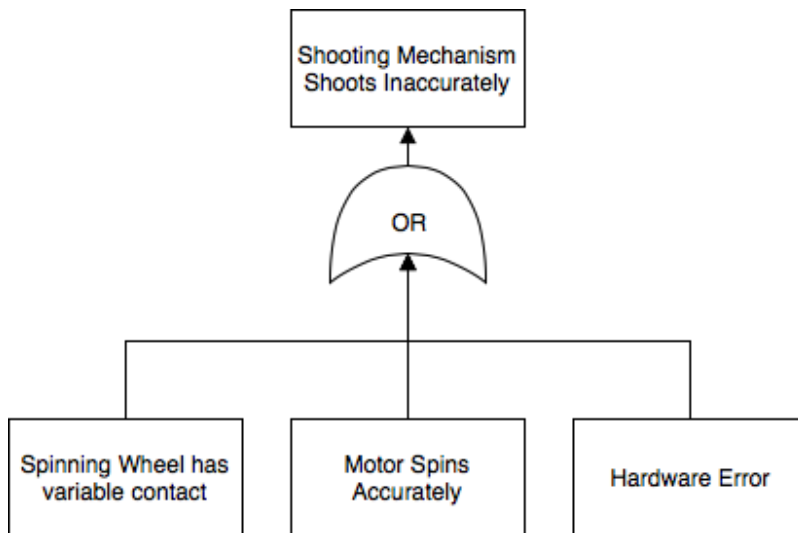 Shooting Mechanism
Shoots Inaccurately
OR
Spinning Wheel has
variable contact
Motor Spins
Accurately
Hardware Error